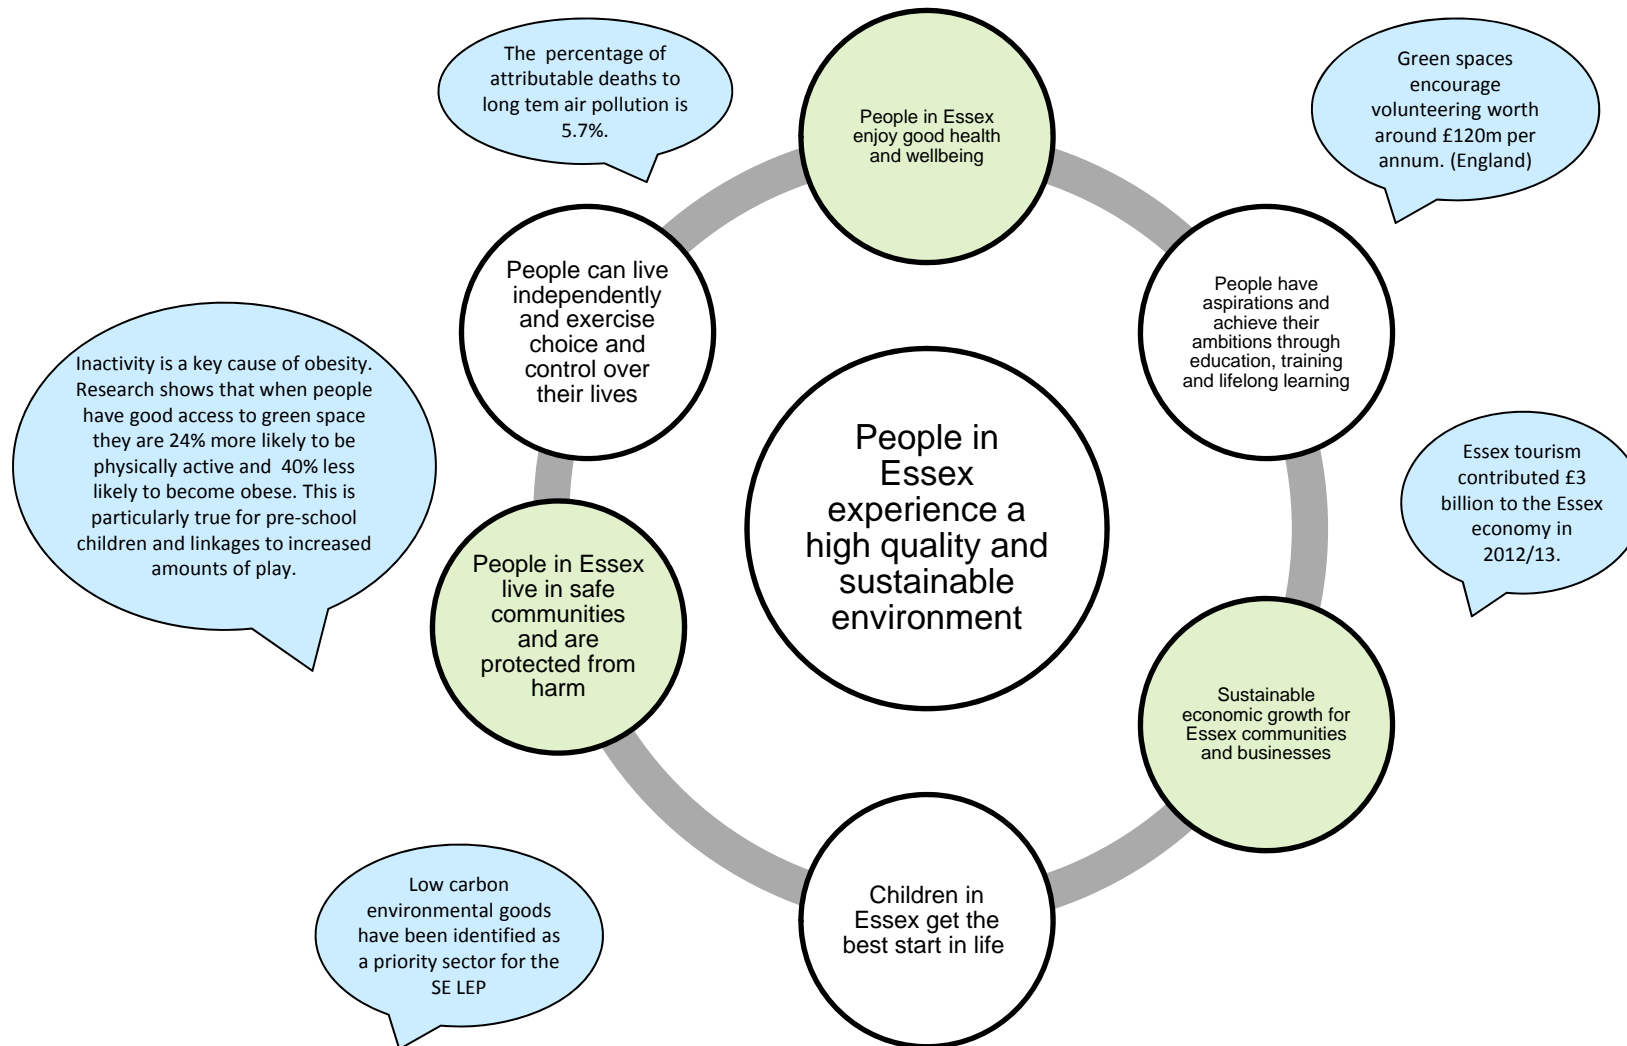 The  percentage of
attributable deaths to
long tem air pollution is
5.7%.
People in Essex
enjoy good health
and wellbeing
Green spaces
encourage
volunteering worth
around £120m per
annum. (England)
People can live
independently
and exercise
choice and
control over
their lives
People have
aspirations and
achieve their
ambitions through
education, training
and lifelong learning
Inactivity is a key cause of obesity.
Research shows that when people
have good access to green space
they are 24% more likely to be
physically active and  40% less
likely to become obese. This is
particularly true for pre-school
children and linkages to increased
amounts of play.
People in
Essex
experience a
high quality and
sustainable
environment
Essex tourism
contributed £3
billion to the Essex
economy in
2012/13.
People in Essex
live in safe
communities
and are
protected from
harm
Sustainable
economic growth for
Essex communities
and businesses
Low carbon
environmental goods
have been identified as
a priority sector for the
SE LEP
Children in
Essex get the
best start in life